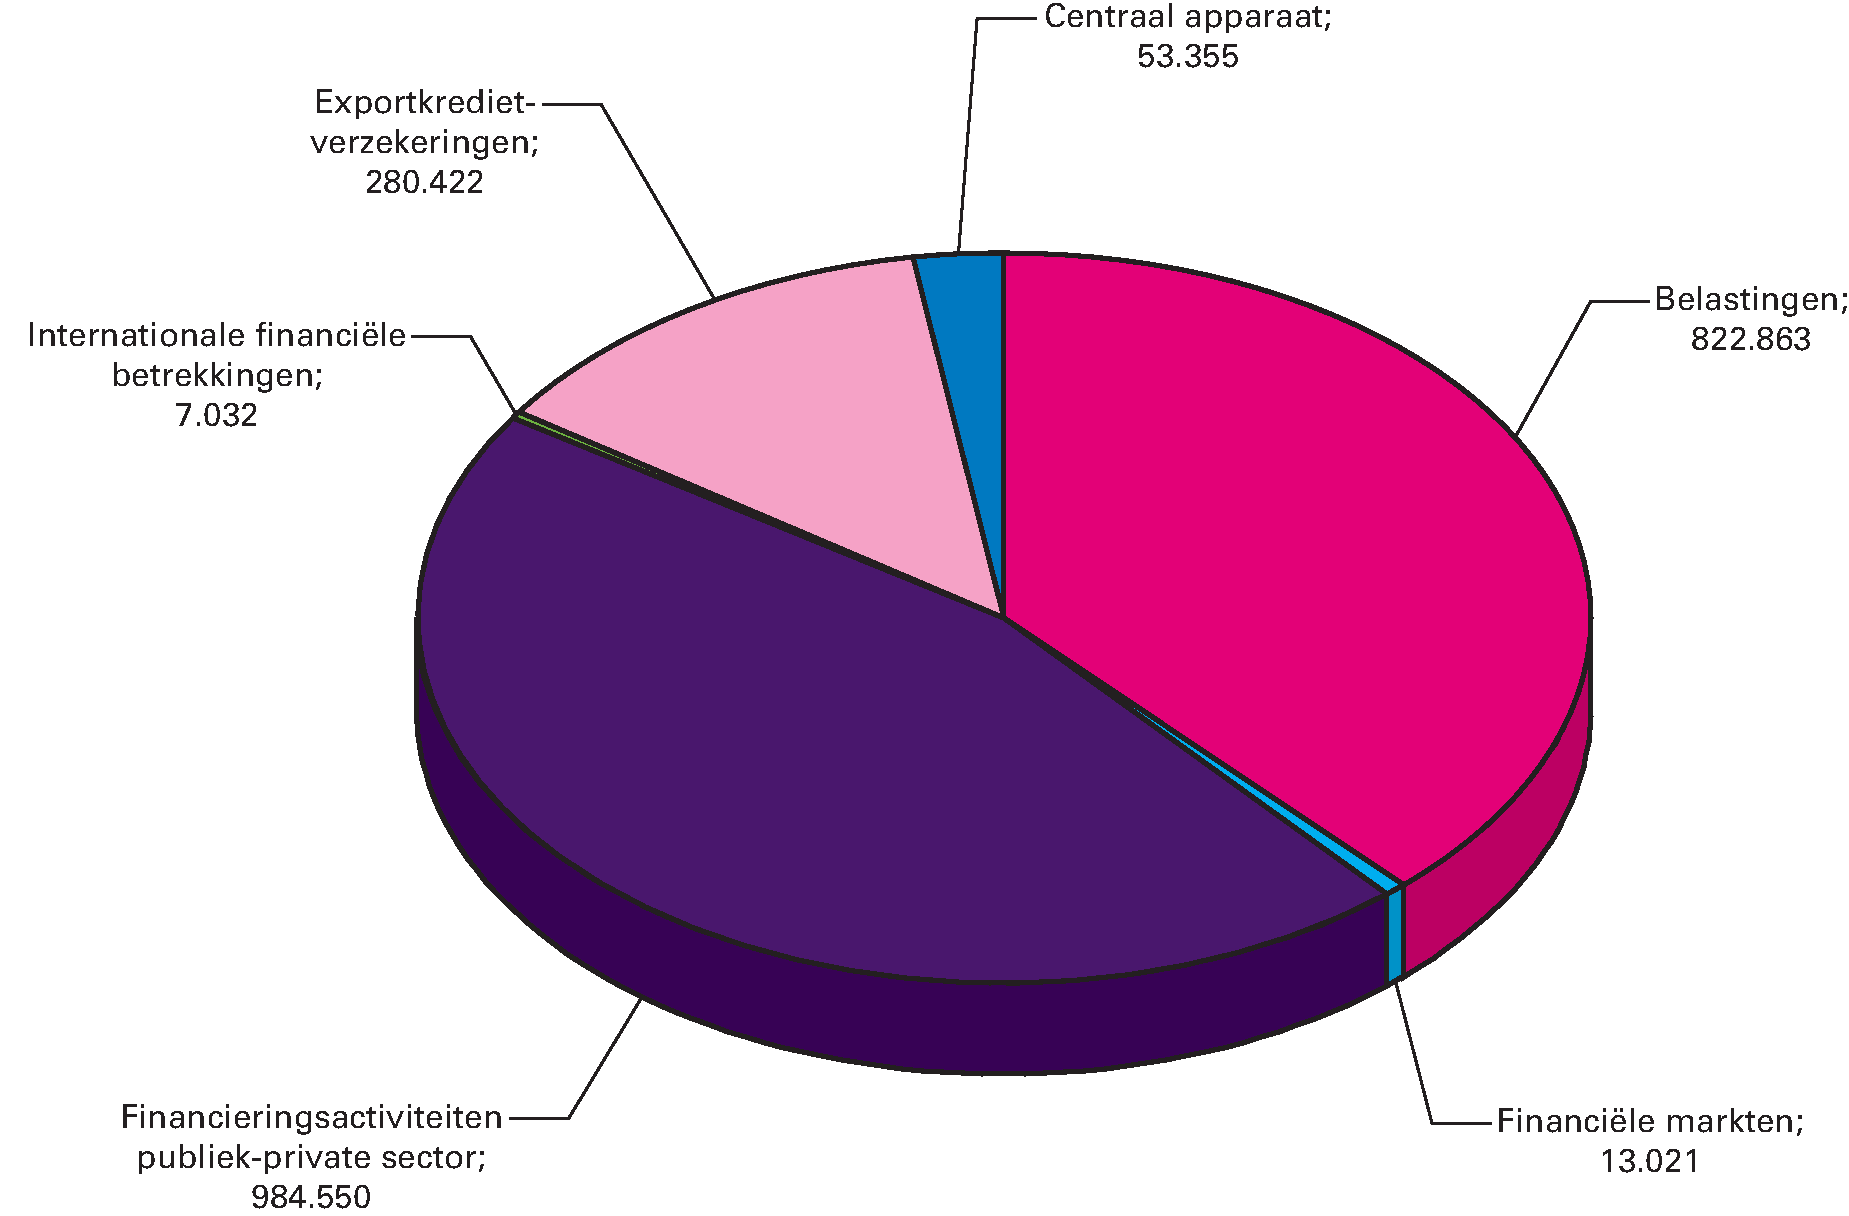 Centraal apparaat;
53.355
Exportkrediet-
verzekeringen;
280.422
Belastingen;
822.863
Internationale financiële
betrekkingen;
7.032
Financieringsactiviteiten
publiek-private sector;
984.550
Financiële markten;
13.021